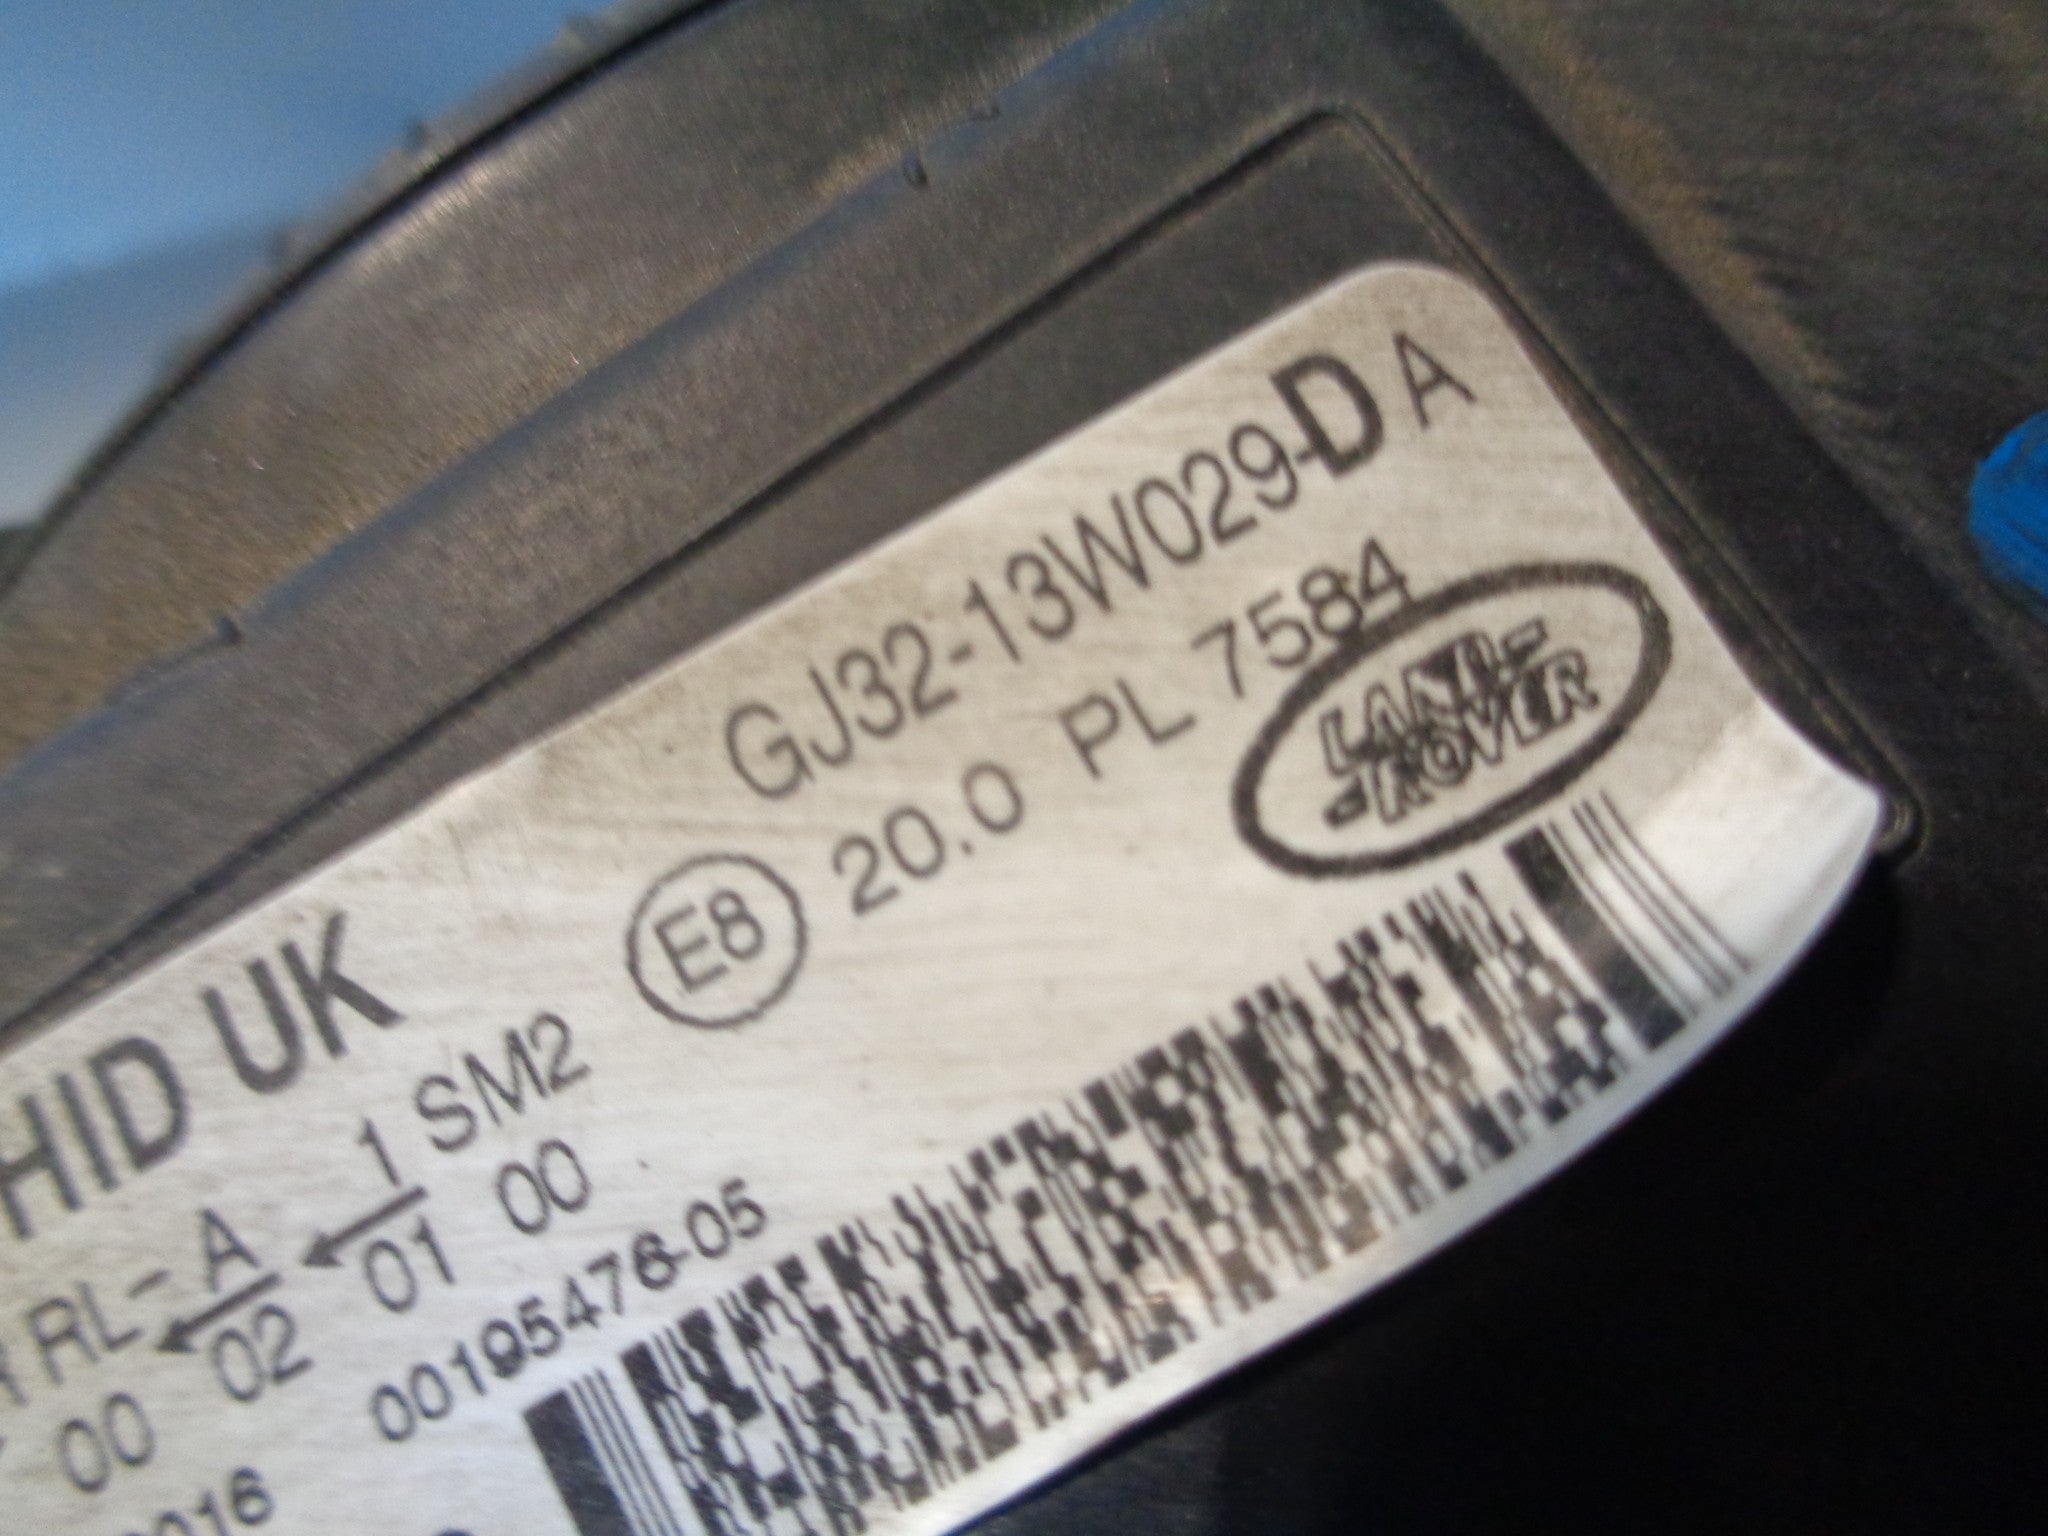 GJ32-13W029-D A
E8 20.0 PL 7584
LAND-
-ROVER
HID UK
RL-A 1 SM2
00 02 01 00
00195476-05
016